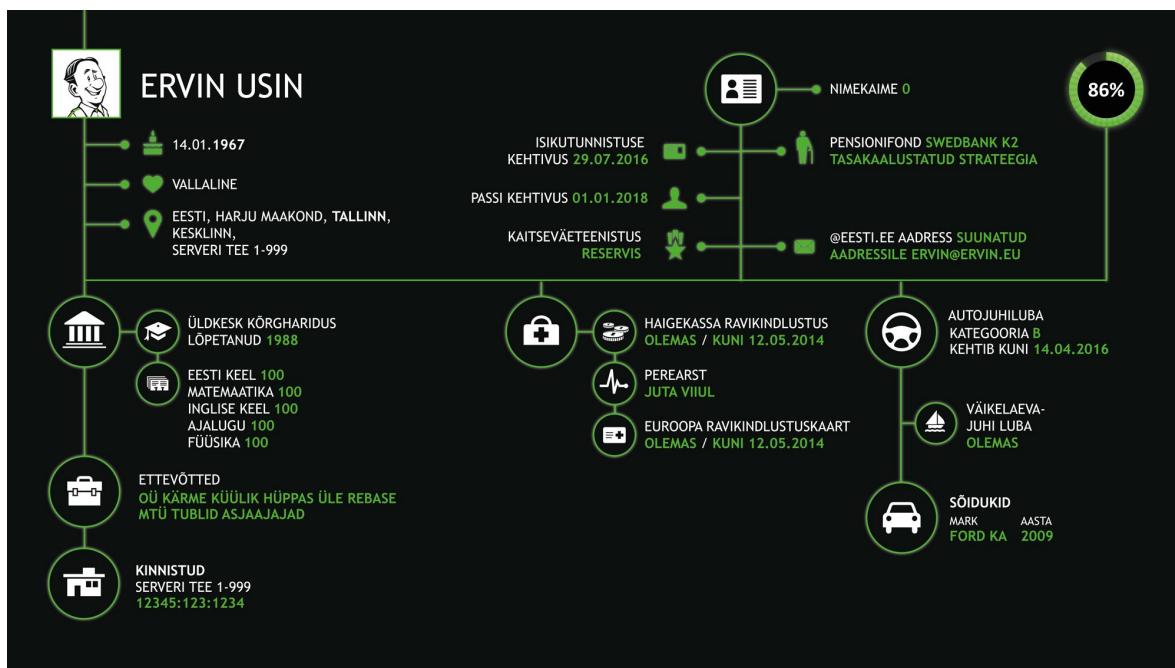 ERVIN USIN
14.01.1967
VALLALINE
EESTI, HARJU MAAKOND, TALLINN,
KESKLINN,
SERVERI TEE 1-999
NIMEKAIME 0
86%
ISIKUTUNNISTUSE
KEHTIVUS 29.07.2016
PENSIONIFOND SWEDBANK K2
TASAKAALUSTATUD STRATEEGIA
PASSI KEHTIVUS 01.01.2018
KAITSEVÄETEENISTUS
RESERVIS
@EESTI.EE AADRESS SUUNATUD
AADRESSILE ERVIN@ERVIN.EU
ÜLDKESK KÕRGHARIDUS
LÕPETANUD 1988
EESTI KEEL 100
MATEMAATIKA 100
INGLISE KEEL 100
AJALUGU 100
FÜÜSIKA 100
ETTEVÕTTED
OÜ KÄRME KÜÜLIK HÜPPAS ÜLE REBASE
MTÜ TUBLID ASJAAJAJAD
KINNISTUD
SERVERI TEE 1-999
12345:123:1234
HAIGEKASSA RAVIKINDLUSTUS
OLEMAS / KUNI 12.05.2014
PEREARST
JUTA VIIUL
EUROOPA RAVIKINDLUSTUSKAART
OLEMAS / KUNI 12.05.2014
AUTOJUHILUBA
KATEGOORIA B
KEHTIB KUNI 14.04.2016
VÄIKELAEVA-
JUHI LUBA
OLEMAS
SÕIDUKID
MARK AASTA
FORD KA 2009